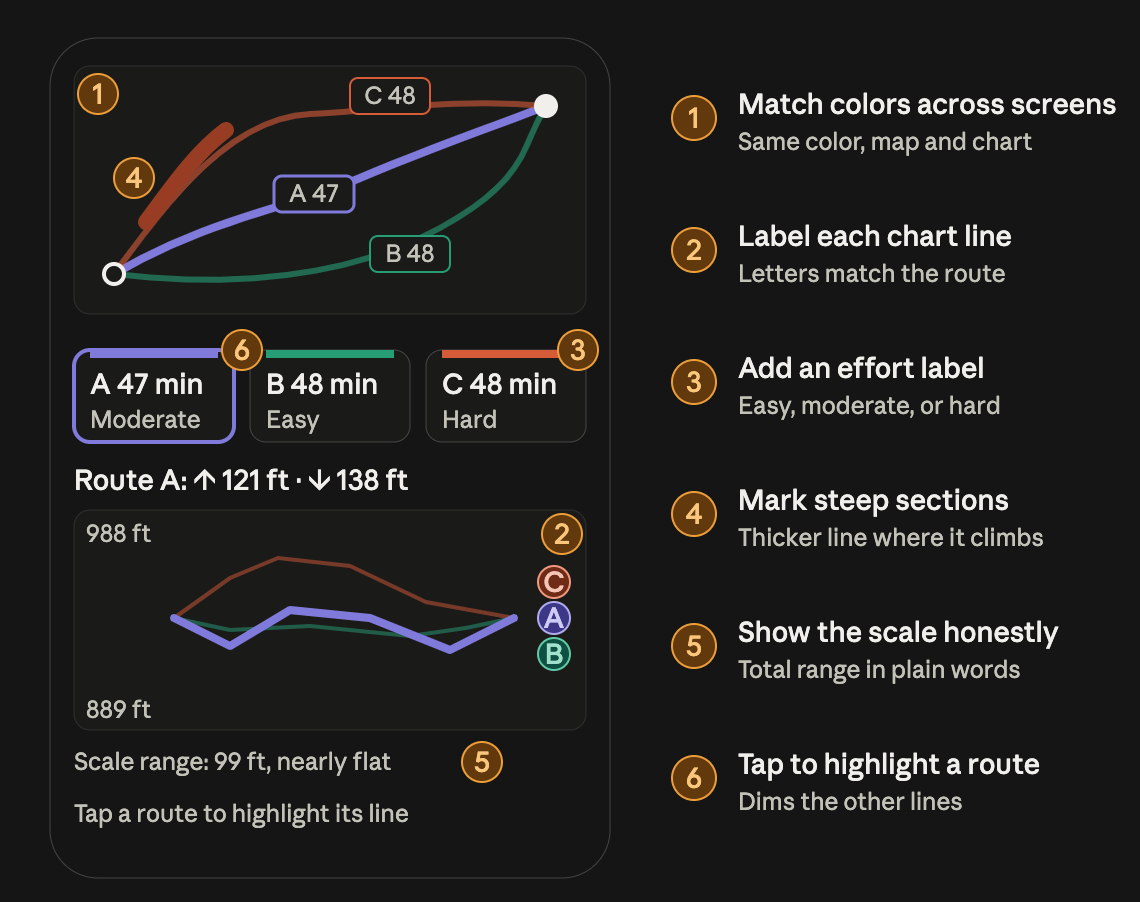 1
C 48
4
A 47
B 48
6
3
A 47 min
Moderate
B 48 min
Easy
C 48 min
Hard
Route A: ↑ 121 ft · ↓ 138 ft
988 ft
2
C
A
B
889 ft
Scale range: 99 ft, nearly flat
5
Tap a route to highlight its line
1
Match colors across screens
Same color, map and chart
2
Label each chart line
Letters match the route
3
Add an effort label
Easy, moderate, or hard
4
Mark steep sections
Thicker line where it climbs
5
Show the scale honestly
Total range in plain words
6
Tap to highlight a route
Dims the other lines